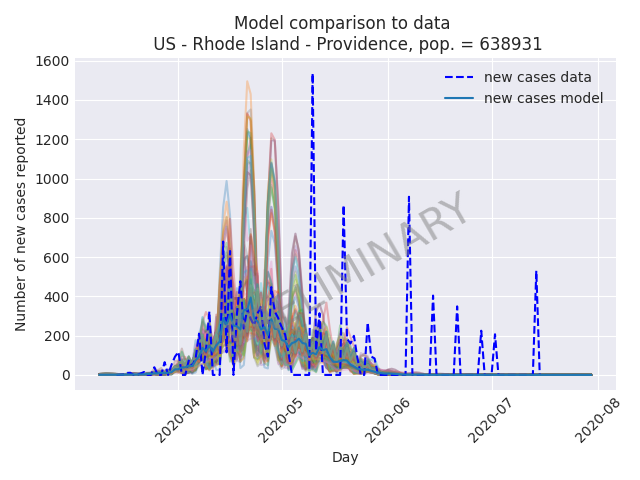 Model comparison to data
US - Rhode Island - Providence, pop. = 638931
new cases data
new cases model
PRELIMINARY
Number of new cases reported
1600
1400
1200
1000
800
600
400
200
0
2020-04
2020-05
2020-06
2020-07
2020-08
Day